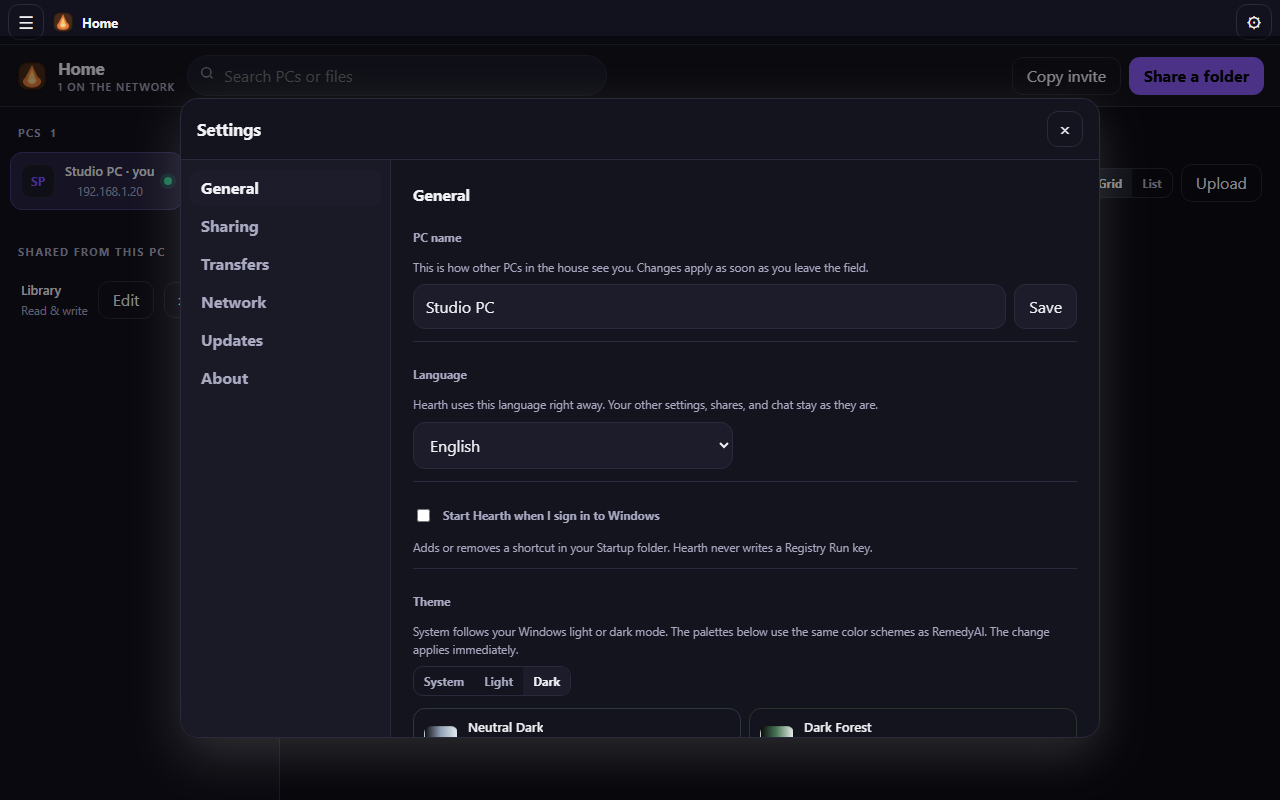 Home
Home
1 ON THE NETWORK
Search PCs or files
Copy invite
Share a folder
PCS 1
SP
Studio PC · you
192.168.1.20
SHARED FROM THIS PC
Library
Read & write
Edit
Grid
List
Upload
Settings
×
General
Sharing
Transfers
Network
Updates
About
General
PC name
This is how other PCs in the house see you. Changes apply as soon as you leave the field.
Studio PC
Save
Language
Hearth uses this language right away. Your other settings, shares, and chat stay as they are.
English
Start Hearth when I sign in to Windows
Adds or removes a shortcut in your Startup folder. Hearth never writes a Registry Run key.
Theme
System follows your Windows light or dark mode. The palettes below use the same color schemes as RemedyAI. The change
applies immediately.
System
Light
Dark
Neutral Dark
Dark Forest